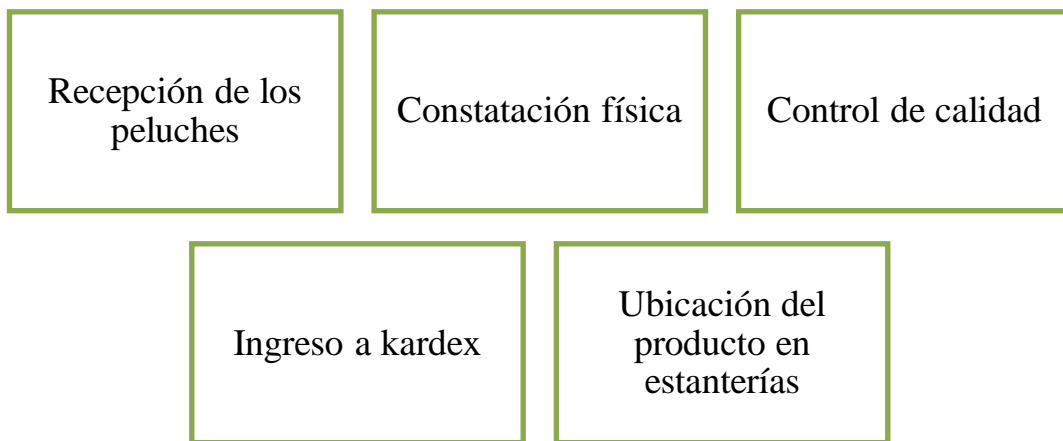 Recepción de los
peluches
Constatación física
Control de calidad
Ingreso a kardex
Ubicación del
producto en
estanterías